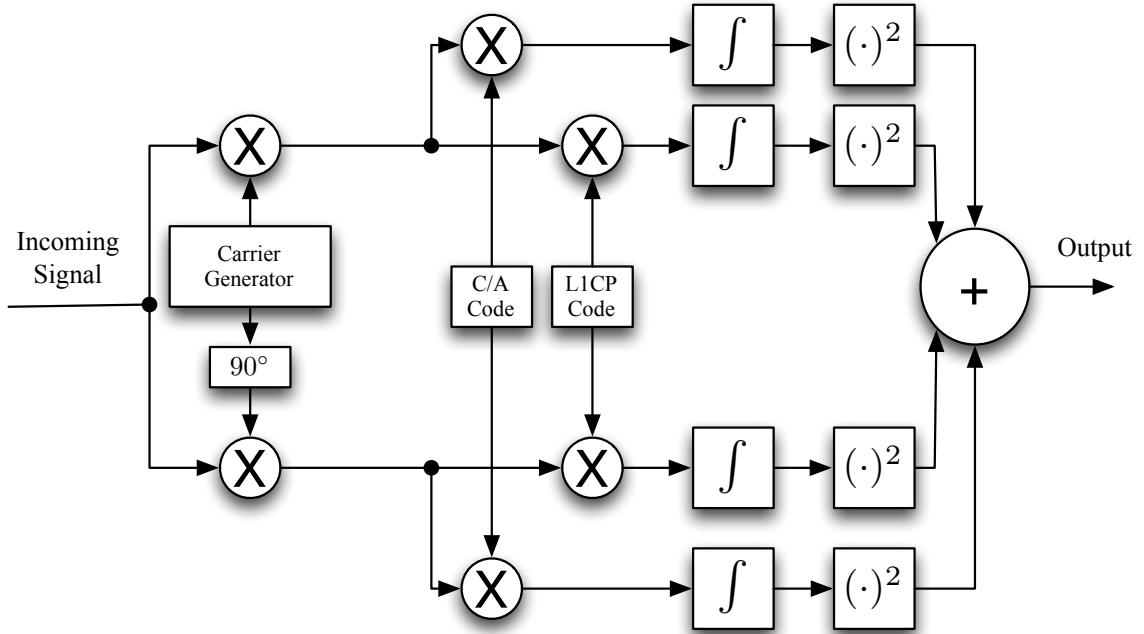 X
∫
(·)²
X
X
∫
(·)²
Incoming
Signal
Carrier
Generator
C/A
Code
L1CP
Code
+
Output
90°
X
X
∫
(·)²
X
∫
(·)²